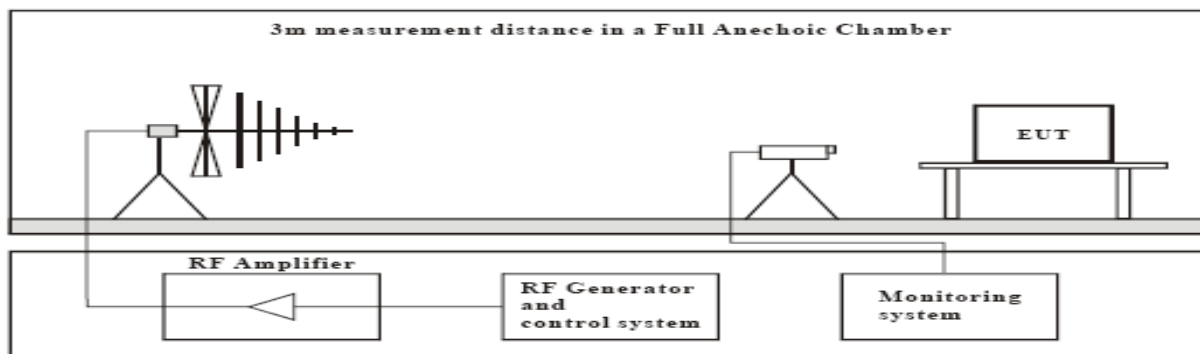 3m measurement distance in a Full Anechoic Chamber
EUT
RF Amplifier
RF Generator
and
control system
Monitoring
system